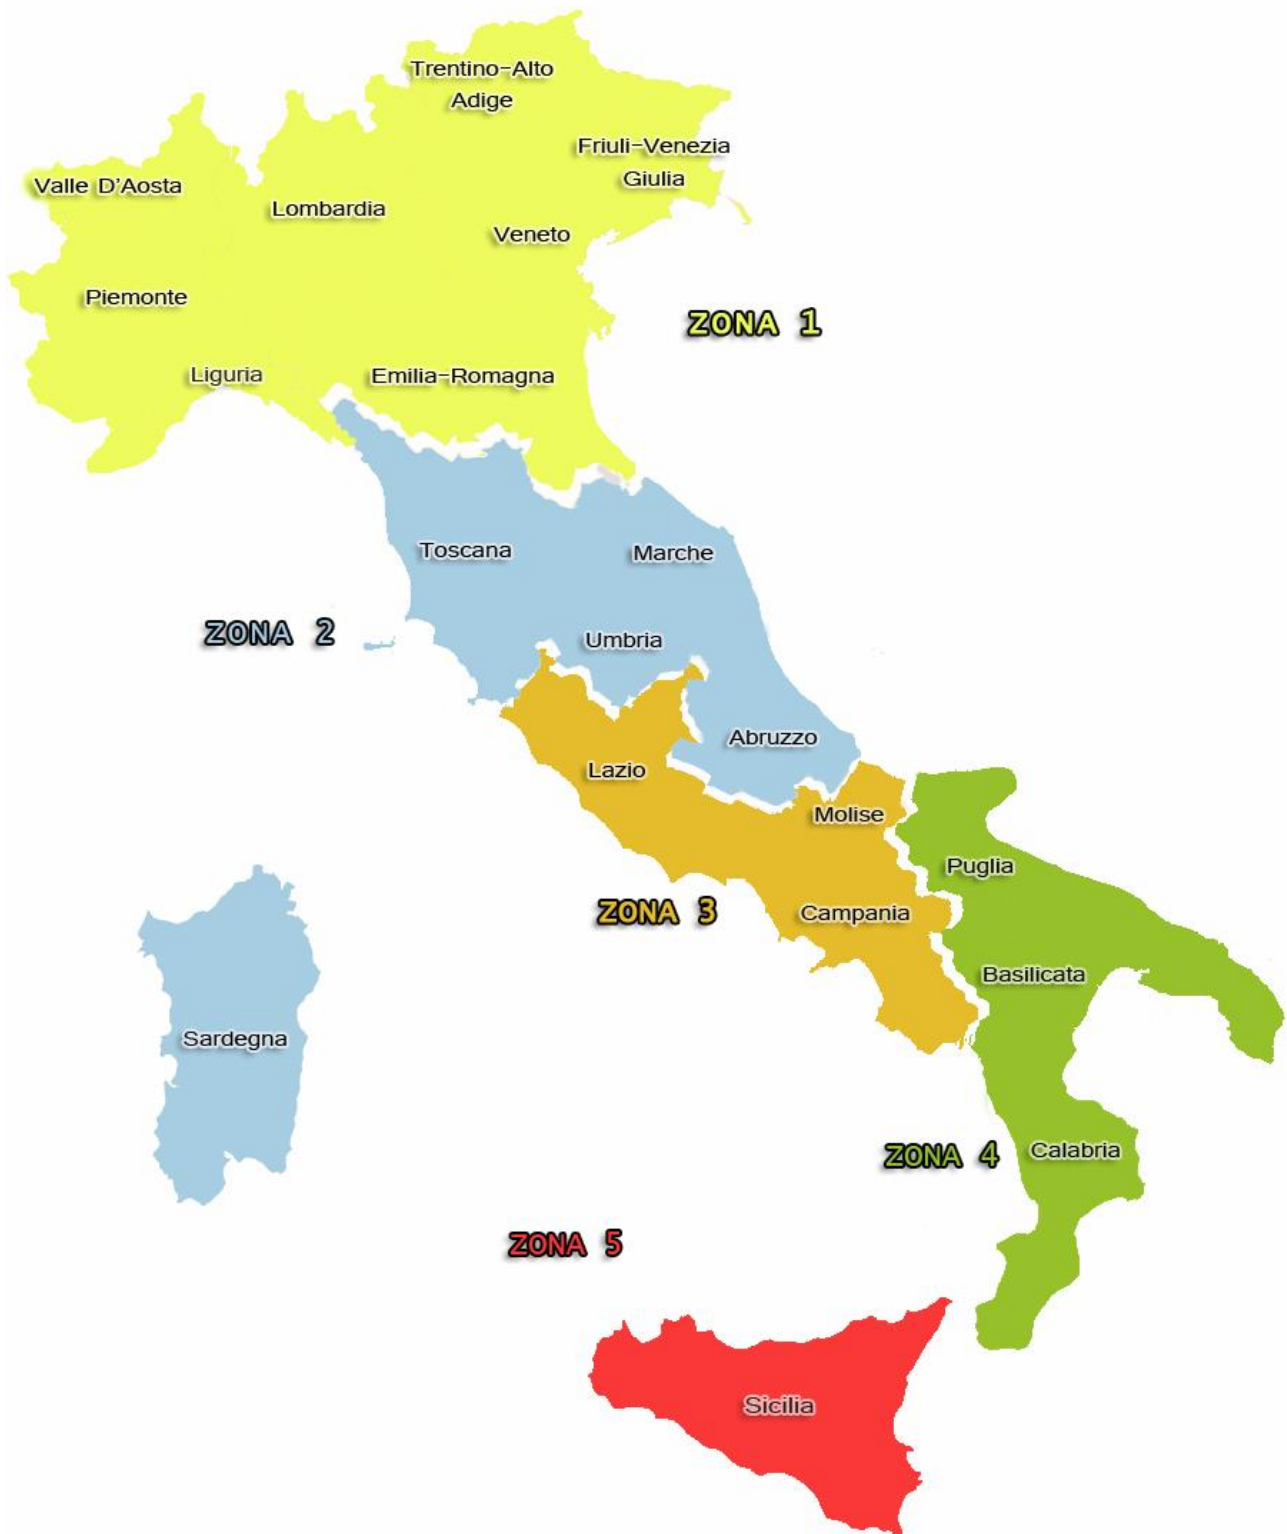 Trentino-Alto
Adige
Friuli-Venezia
Giulia
Valle D'Aosta
Lombardia
Veneto
Piemonte
ZONA 1
Liguria
Emilia-Romagna
Toscana
Marche
ZONA 2
Umbria
Abruzzo
Lazio
Molise
Puglia
ZONA 3
Campania
Basilicata
Sardegna
ZONA 4
Calabria
ZONA 5
Sicilia